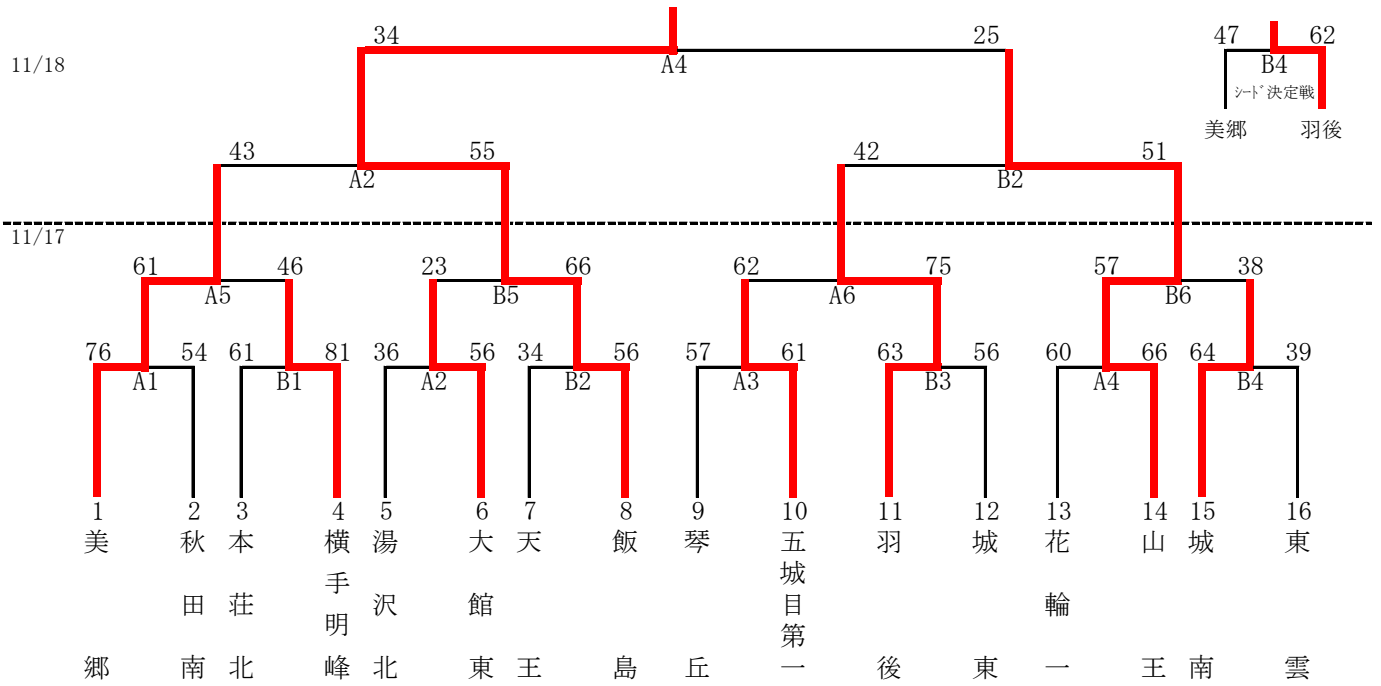 34 25 47 62
A4 B4
11/18
シード決定戦
美郷 羽後
43 55 42 51
A2 B2
11/17
61 46 23 66 62 75 57 38
A5 B5 A6 B6
76 54 61 81 36 56 34 56 57 61 63 56 60 66 64 39
A1 B1 A2 B2 A3 B3 A4 B4
1 2 3 4 5 6 7 8 9 10 11 12 13 14 15 16
美郷
秋田南
本荘北
横手明峰
湯沢北
大館東
天王
飯島
琴丘
五城目第一
羽後
城東
花輪一
山王
城南
東雲